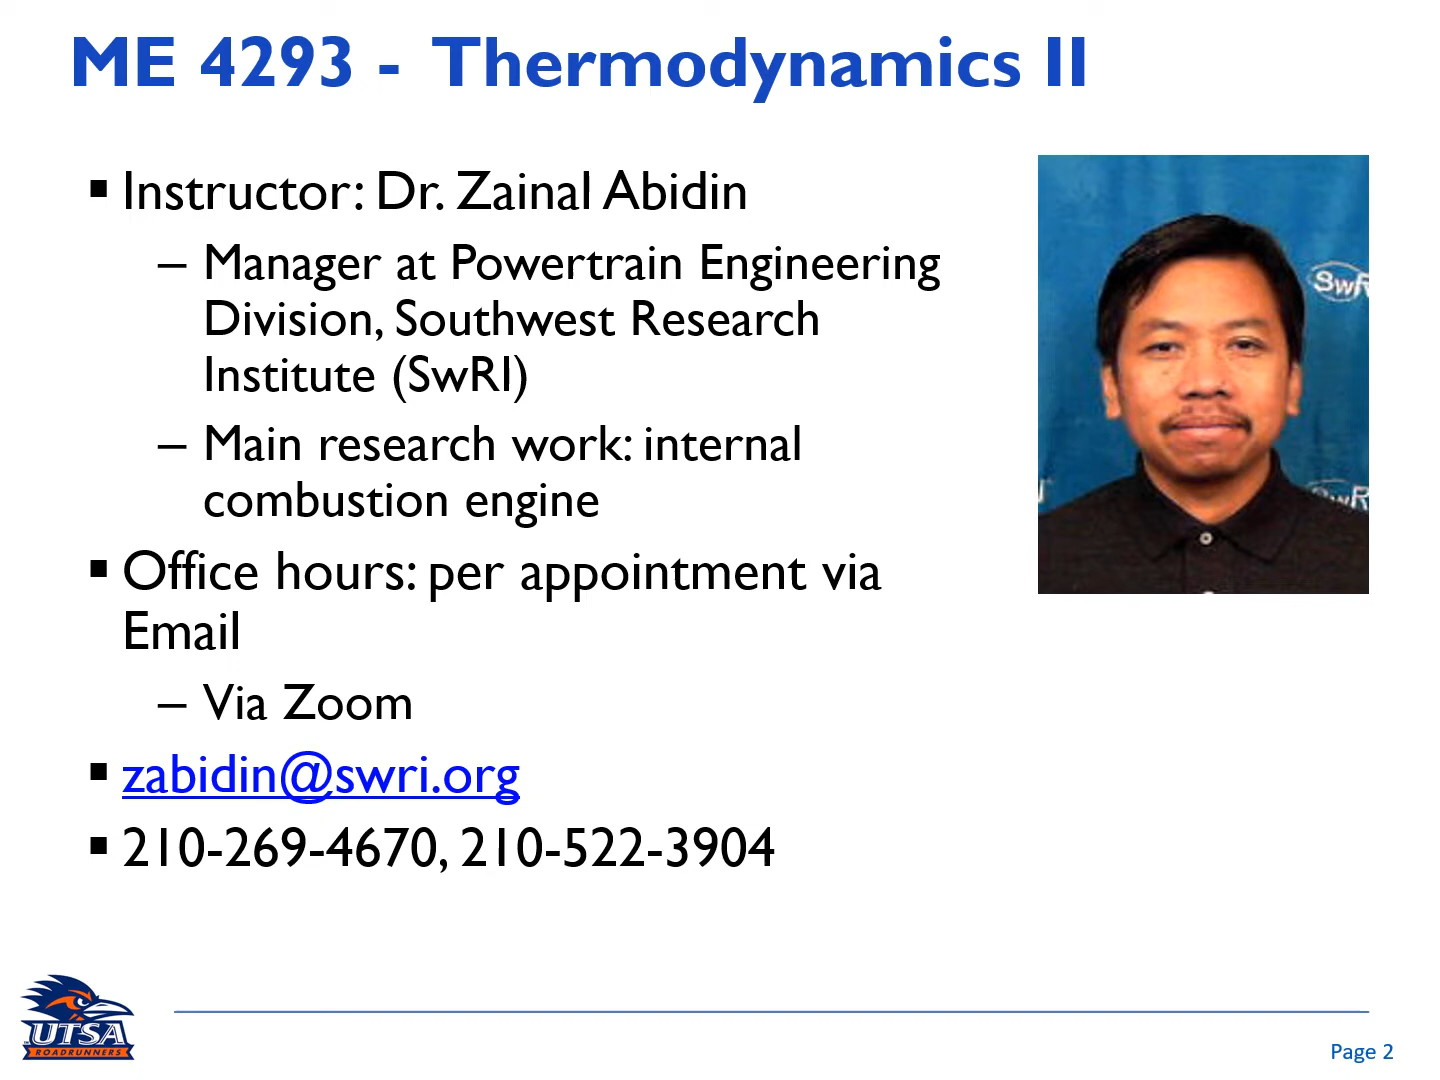 ME 4293 - Thermodynamics II
▪ Instructor: Dr. Zainal Abidin
– Manager at Powertrain Engineering
Division, Southwest Research
Institute (SwRI)
– Main research work: internal
combustion engine
▪ Office hours: per appointment via
Email
– Via Zoom
▪ zabidin@swri.org
▪ 210-269-4670, 210-522-3904
SwRI
SwRI
UTSA
ROADRUNNERS
Page 2